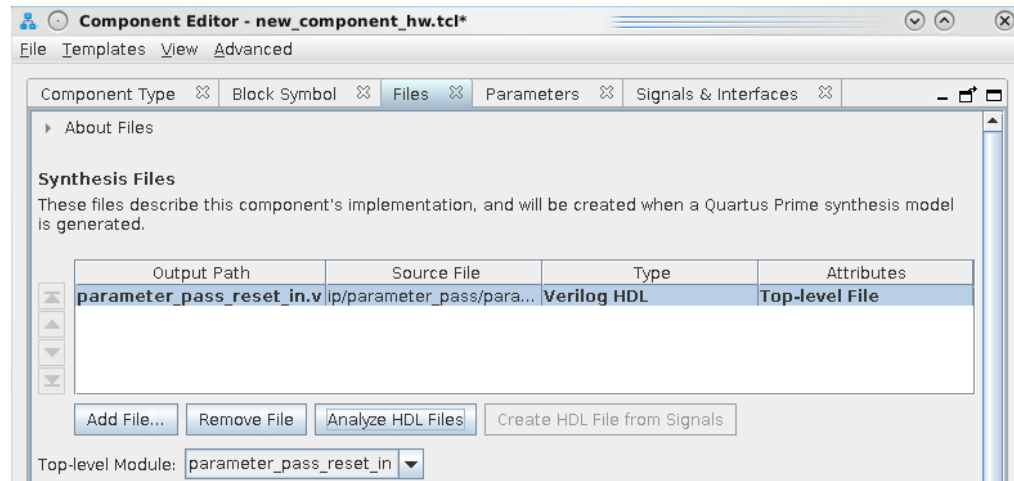 Component Editor - new_component_hw.tcl*
File Templates View Advanced
Component Type Block Symbol Files Parameters Signals & Interfaces
About Files
Synthesis Files
These files describe this component's implementation, and will be created when a Quartus Prime synthesis model
is generated.
Output Path Source File Type Attributes
parameter_pass_reset_in.v ip/parameter_pass/para... Verilog HDL Top-level File
Add File... Remove File Analyze HDL Files Create HDL File from Signals
Top-level Module: parameter_pass_reset_in